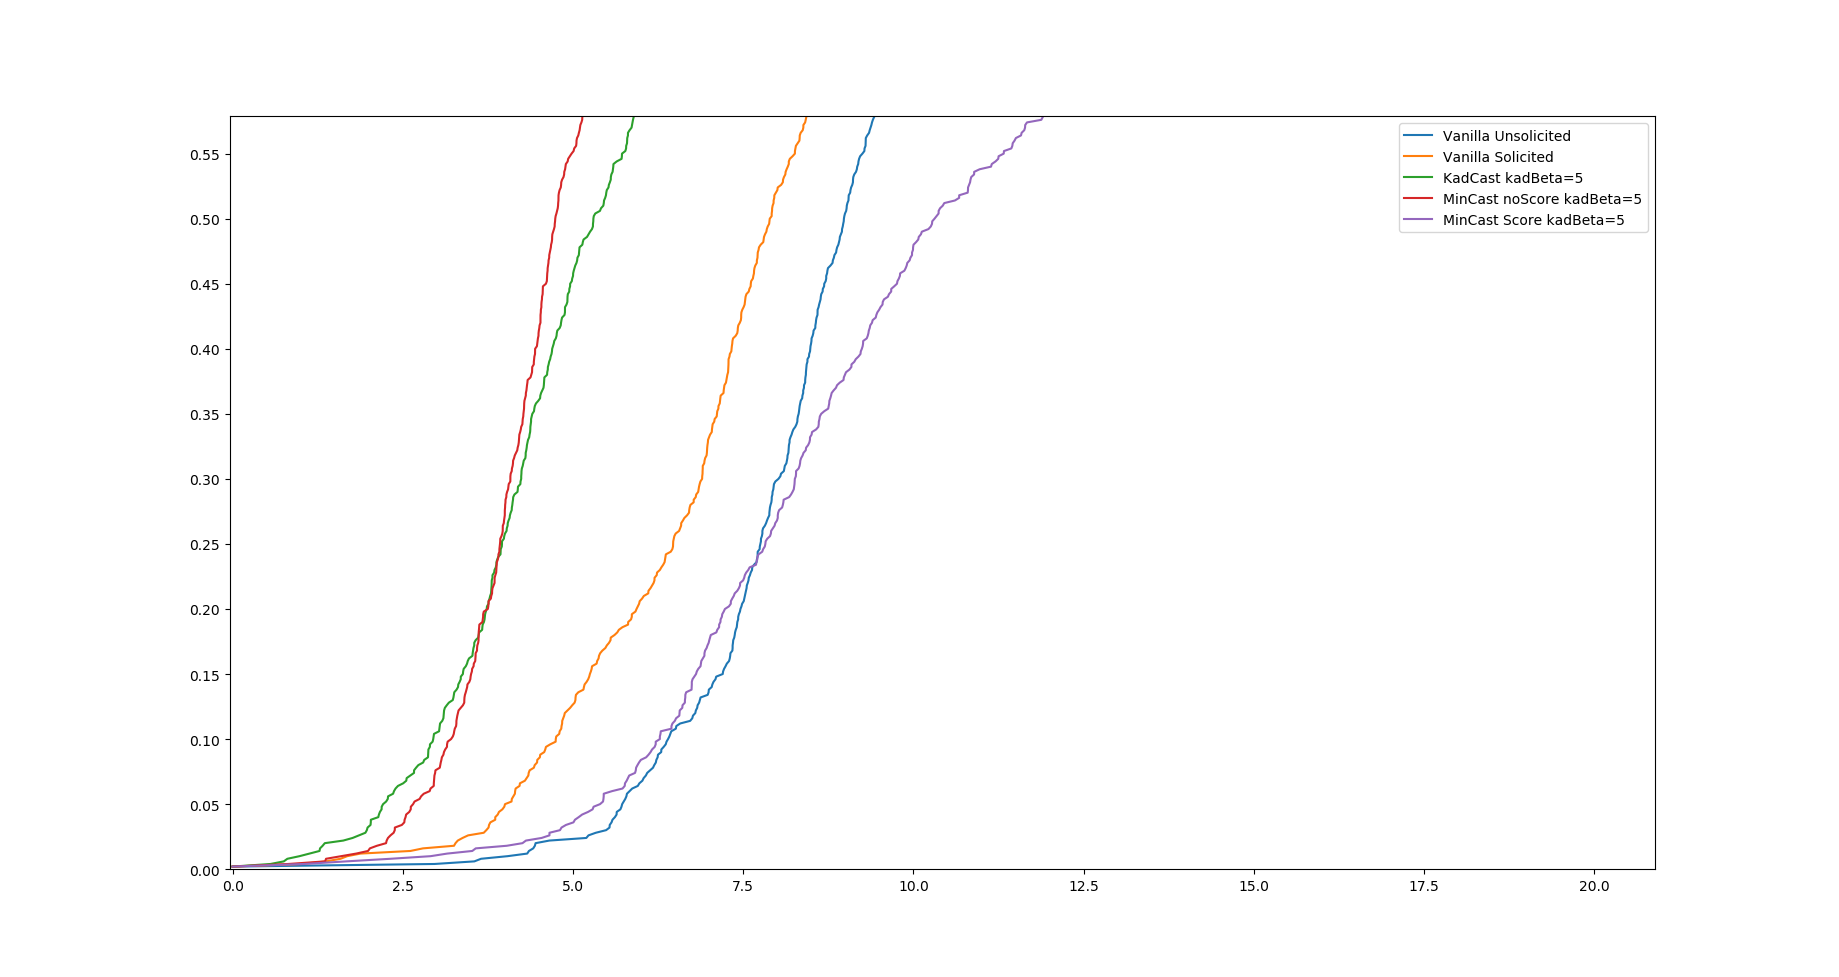 0.55
0.50
0.45
0.40
0.35
0.30
0.25
0.20
0.15
0.10
0.05
0.00
0.0 2.5 5.0 7.5 10.0 12.5 15.0 17.5 20.0
Vanilla Unsolicited
Vanilla Solicited
KadCast kadBeta=5
MinCast noScore kadBeta=5
MinCast Score kadBeta=5